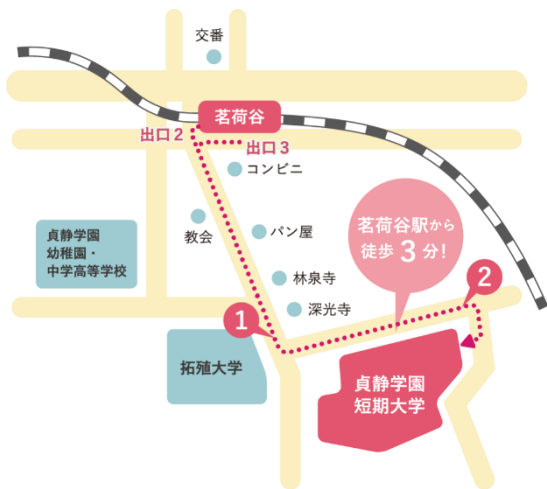 交番
茗荷谷
出口2
出口3
コンビニ
教会
パン屋
貞静学園
幼稚園・
中学高等学校
茗荷谷駅から
徒歩3分!
林泉寺
深光寺
1
2
拓殖大学
貞静学園
短期大学